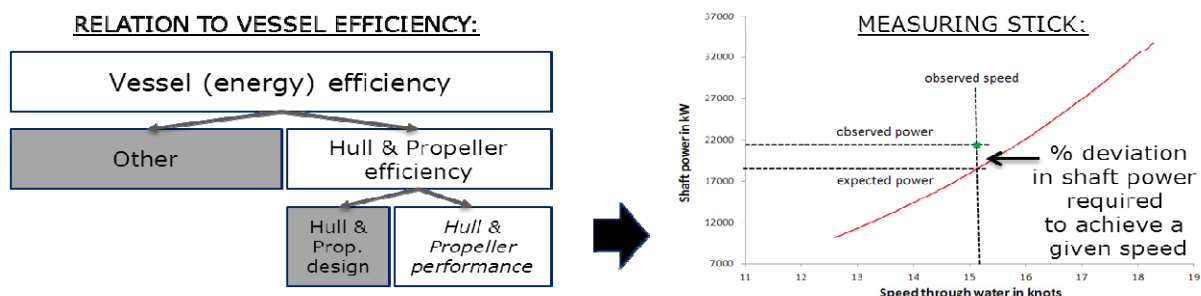 RELATION TO VESSEL EFFICIENCY:
Vessel (energy) efficiency
Other
Hull & Propeller
efficiency
Hull &
Prop.
design
Hull &
Propeller
performance
MEASURING STICK:
37000
32000
27000
22000
17000
12000
7000
Shaft power in kW
observed speed
observed power
expected power
% deviation
in shaft power
required
to achieve a
given speed
11
12
13
14
15
16
17
18
19
Speed through water in knots